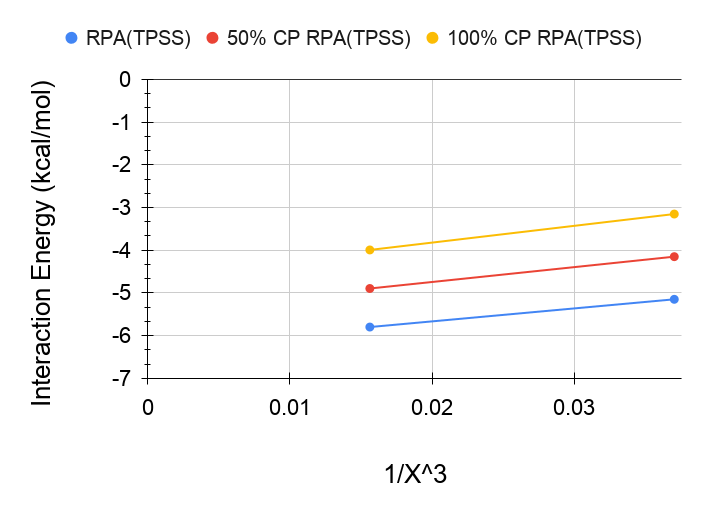 RPA(TPSS) 50% CP RPA(TPSS) 100% CP RPA(TPSS)
Interaction Energy (kcal/mol)
0
-1
-2
-3
-4
-5
-6
-7
0 0.01 0.02 0.03
1/X^3